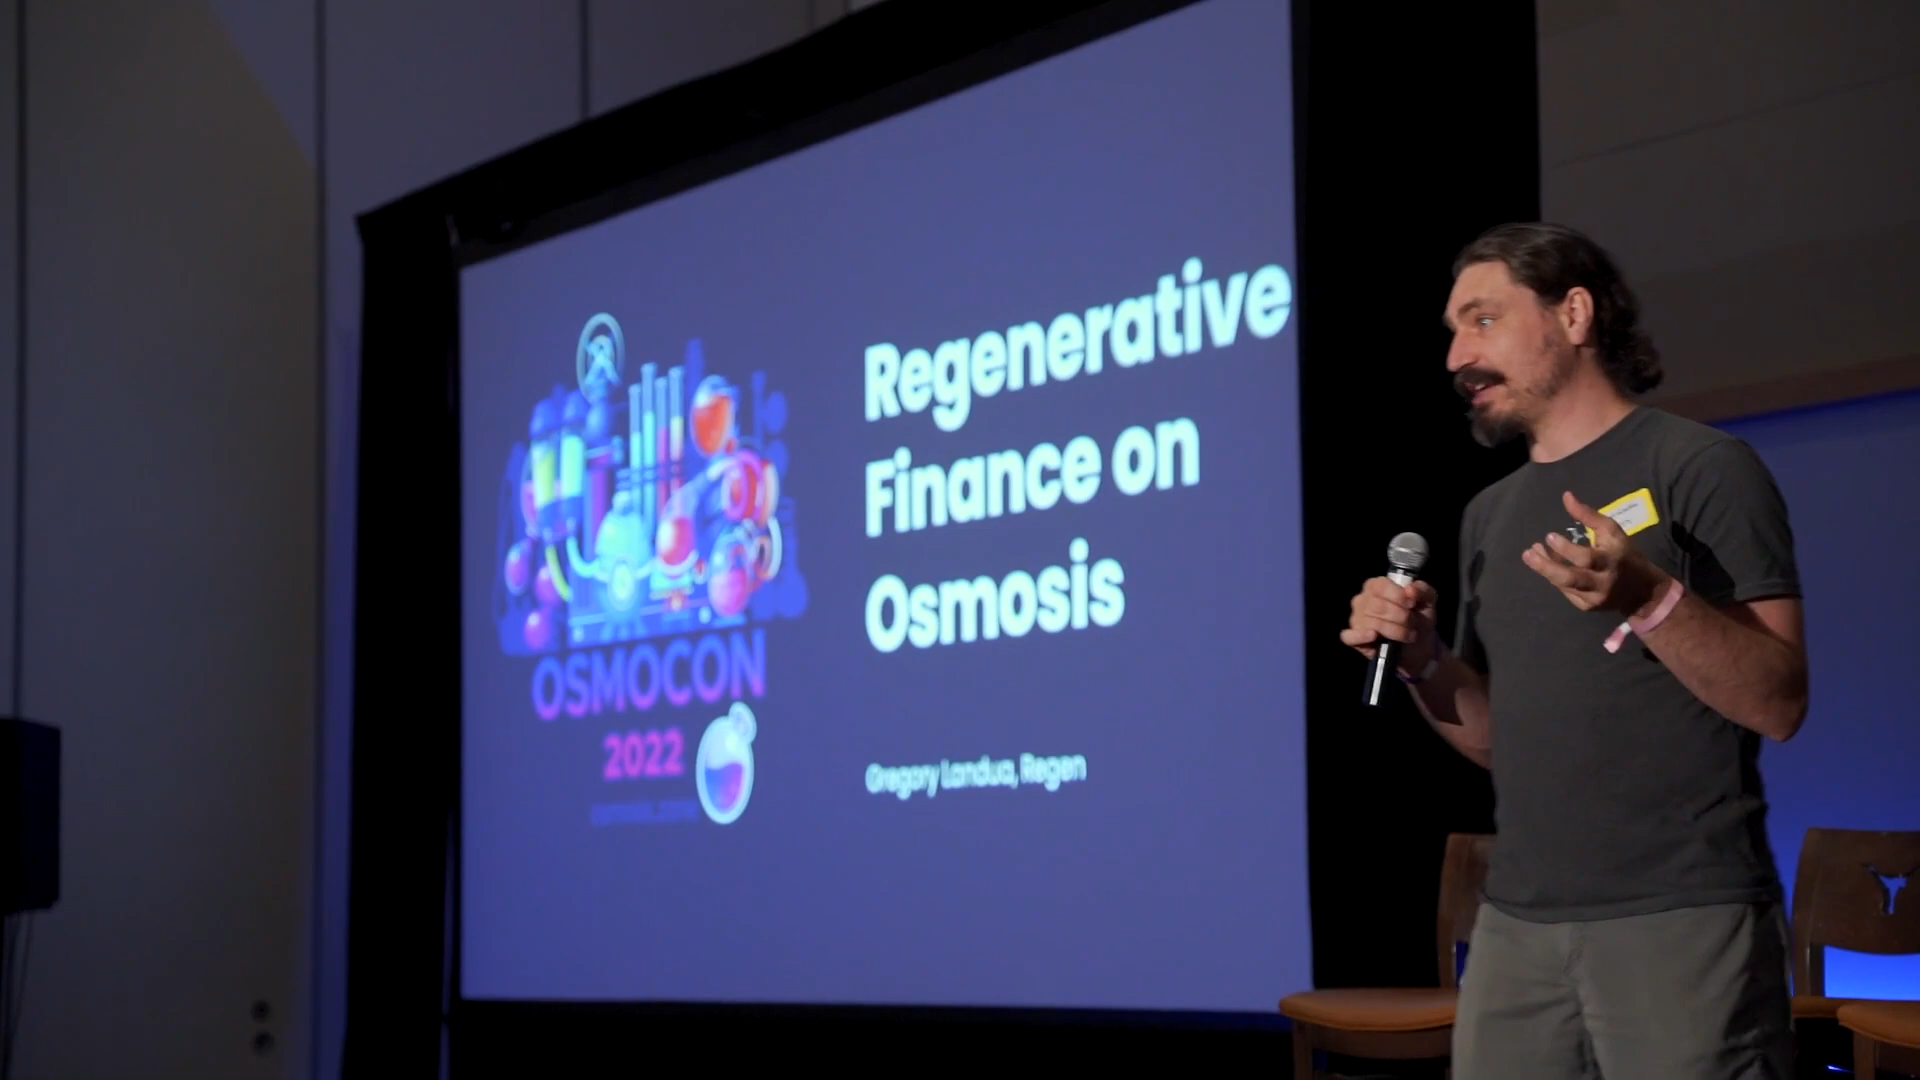 OSMOCON
2022
Regenerative
Finance on
Osmosis
Gregory Landua, Regen